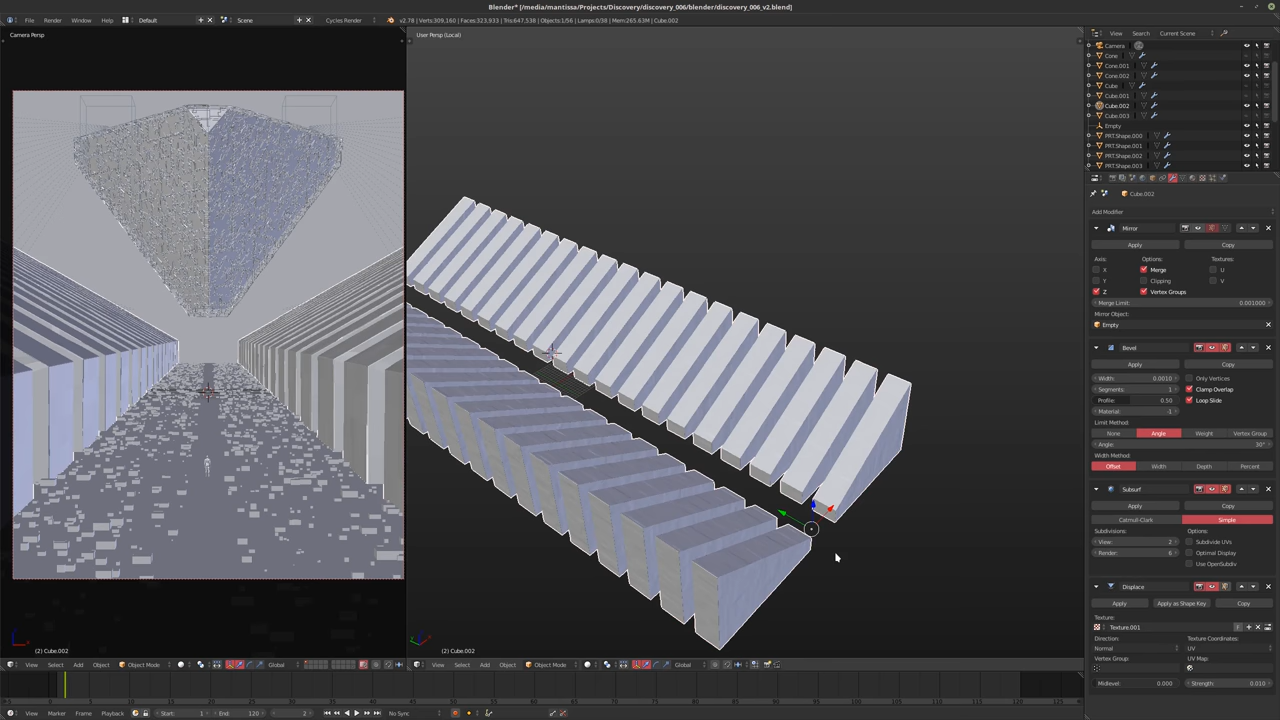 Blender* [/media/mantissa/Projects/Discovery/discovery_006/blender/discovery_006_v2.blend]
File Render Window Help Default Scene Cycles Render v2.78 | Verts:309,160 | Faces:323,933 | Tris:647,538 | Objects:1/56 | Lamps:0/38 | Mem:265.63M | Cube.002
Camera Persp
User Persp (Local)
View Search Current Scene
Camera
Cone
Cone.001
Cone.002
Cube
Cube.001
Cube.002
Cube.003
Empty
PRT.Shape.000
PRT.Shape.001
PRT.Shape.002
PRT.Shape.003
Cube.002
Add Modifier
Mirror
Apply Copy
Axis: Options: Textures:
X Merge U
Y Clipping V
Z Vertex Groups
Merge Limit: 0.001000
Mirror Object:
Empty
Bevel
Apply Copy
Width: 0.0010 Only Vertices
Segments: 1 Clamp Overlap
Profile: 0.50 Loop Slide
Material: -1
Limit Method:
None Angle Weight Vertex Group
Angle: 30°
Width Method:
Offset Width Depth Percent
Subsurf
Apply Copy
Catmull-Clark Simple
Subdivisions: Options:
View: 2 Subdivide UVs
Render: 6 Optimal Display
Use OpenSubdiv
Displace
Apply Apply as Shape Key Copy
Texture:
Texture.001 F
Direction: Texture Coordinates:
Normal UV
Vertex Group: UV Map:
Midlevel: 0.000 Strength: 0.010
(2) Cube.002
(2) Cube.002
View Select Add Object Object Mode Global
View Select Add Object Object Mode Global
View Marker Frame Playback Start: 1 End: 120 2 No Sync